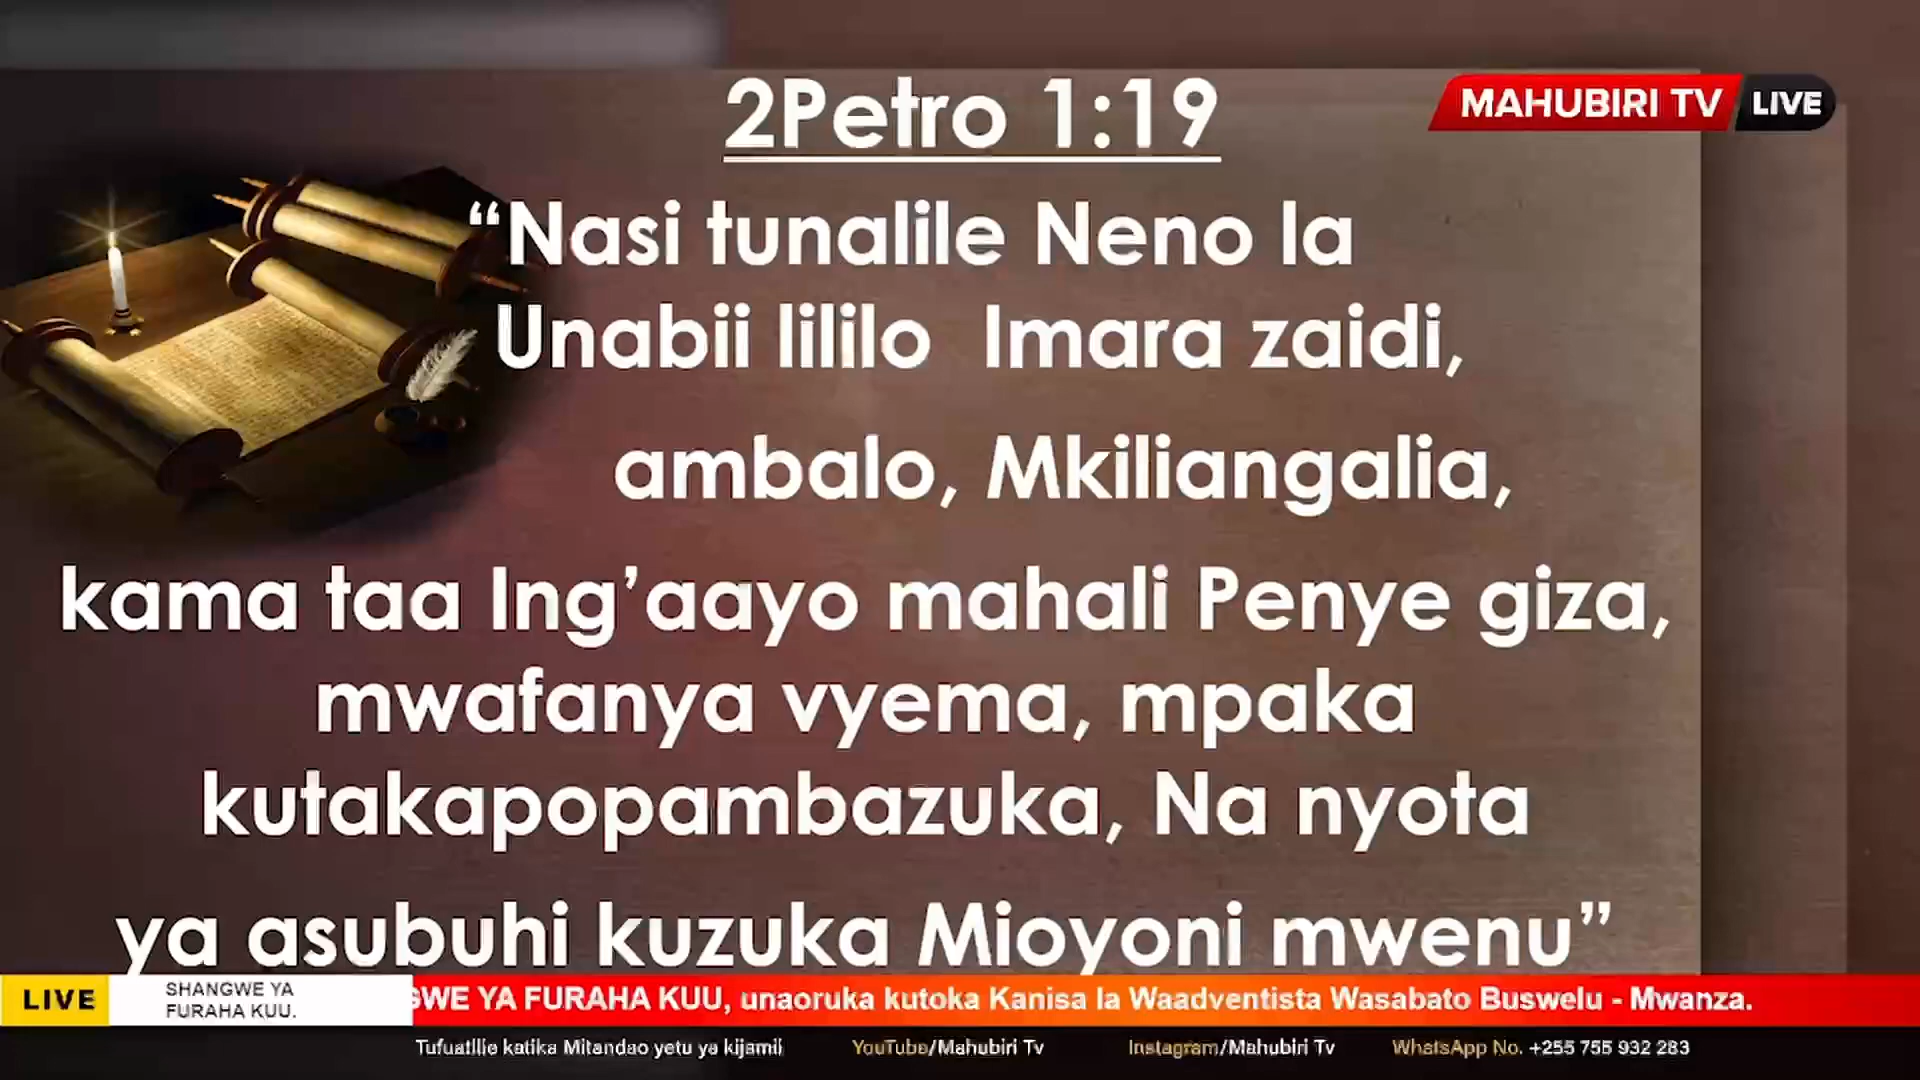 2Petro 1:19
MAHUBIRI TV LIVE
“Nasi tunalile Neno la
Unabii lililo Imara zaidi,
ambalo, Mkiliangalia,
kama taa Ing’aayo mahali Penye giza,
mwafanya vyema, mpaka
kutakapopambazuka, Na nyota
ya asubuhi kuzuka Mioyoni mwenu”
LIVE
SHANGWE YA
FURAHA KUU.
GWE YA FURAHA KUU, unaoruka kutoka Kanisa la Waadventista Wasabato Buswelu - Mwanza.
Tufuatilie katika Mitandao yetu ya kijamii YouTube/Mahubiri Tv Instagram/Mahubiri Tv WhatsApp No. +255 755 932 283